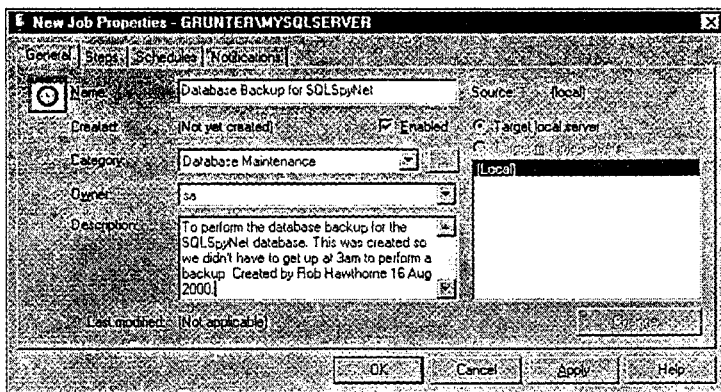 New Job Properties - GRUNTER\MYSQLSERVER
General Steps Schedules Notifications
Name: Database Backup for SQLSpyNet Source: (local)
Created: (Not yet created) Enabled Target local server
Category: Database Maintenance
(Local)
Owner: sa
Description: To perform the database backup for the
SQLSpyNet database. This was created so
we didn't have to get up at 3am to perform a
backup. Created by Rob Hawthorne 16 Aug
2000.
Last modified: (Not applicable)
Change...
OK Cancel Apply Help